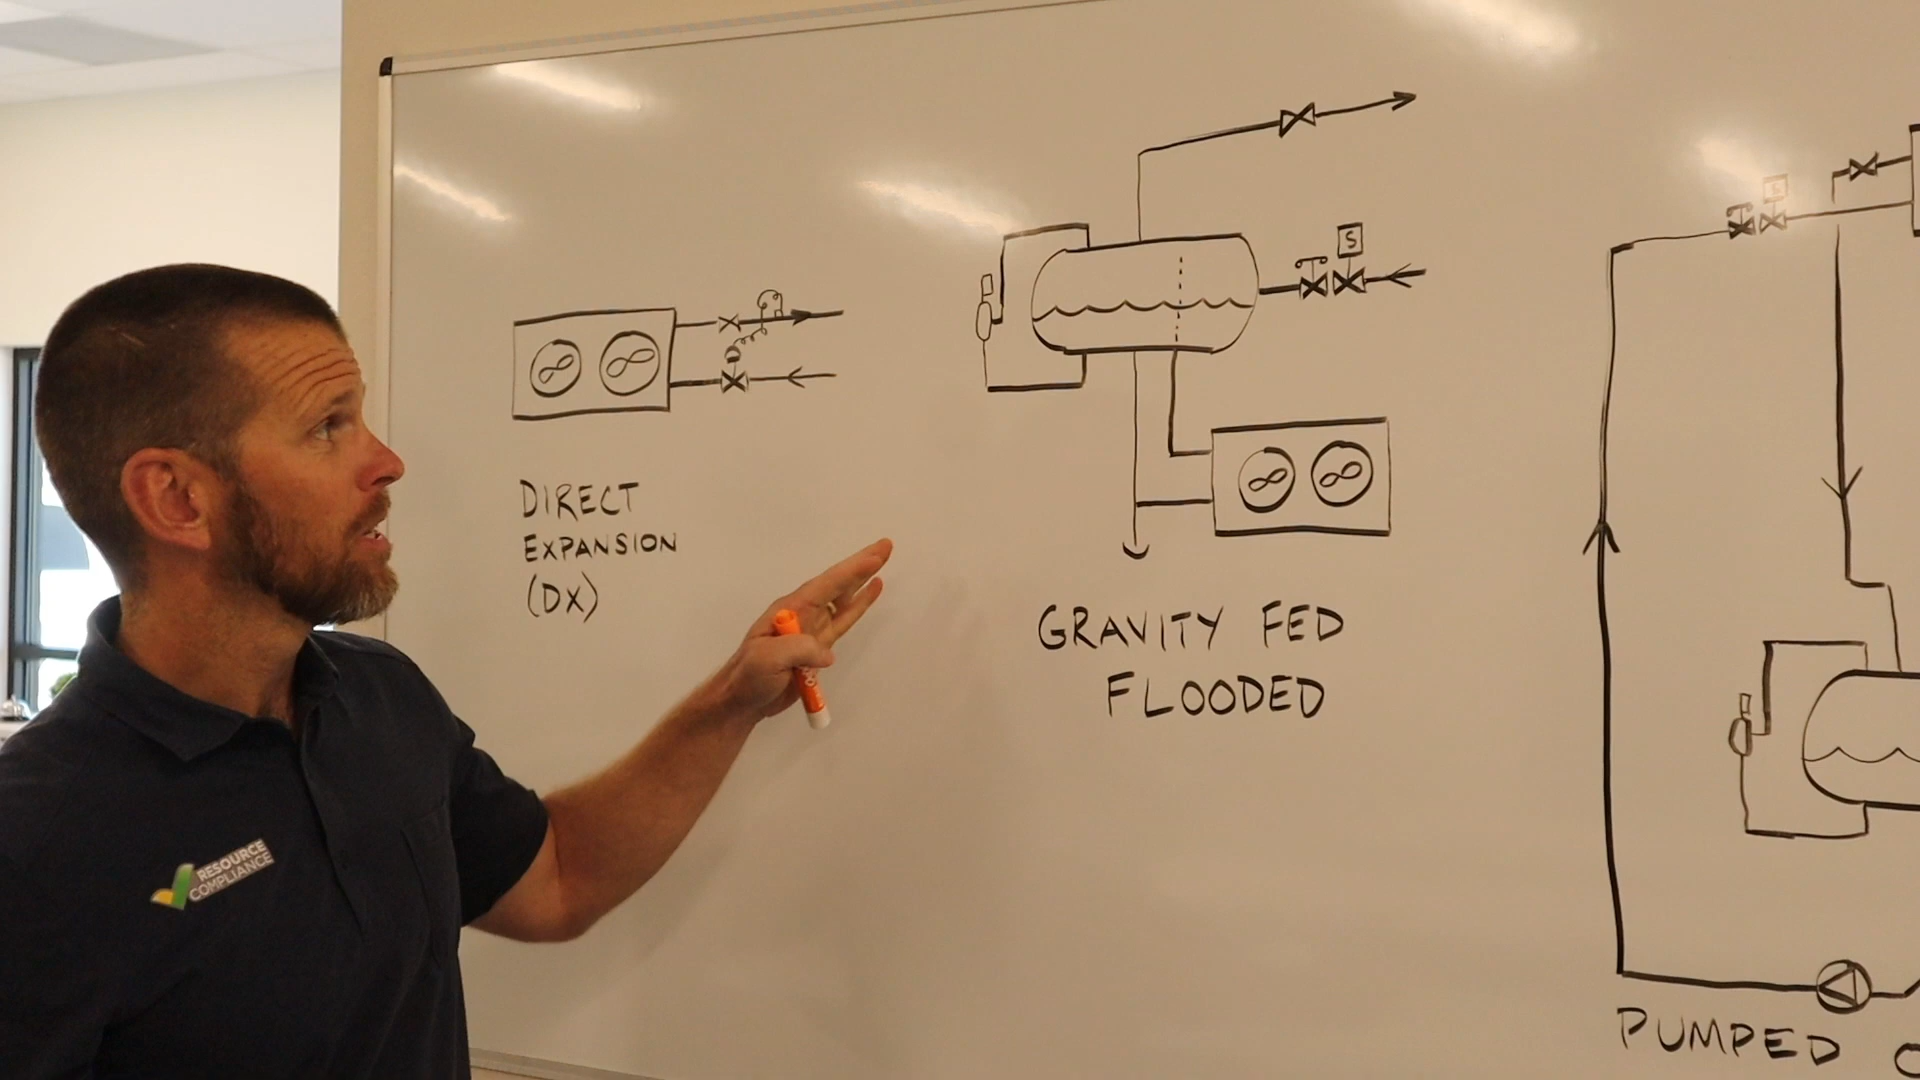 DIRECT
EXPANSION
(DX)
S
GRAVITY FED
FLOODED
S
PUMPED
RESOURCE
COMPLIANCE